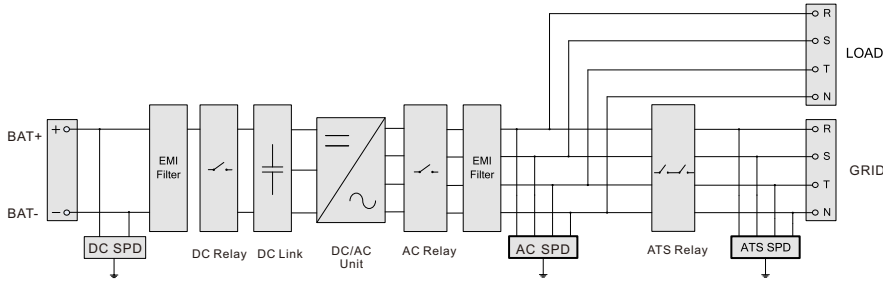 R
S
LOAD
T
N
BAT+
+
EMI
Filter
EMI
Filter
R
S
GRID
T
N
BAT-
−
DC SPD
DC Relay
DC Link
DC/AC
Unit
AC Relay
AC SPD
ATS Relay
ATS SPD